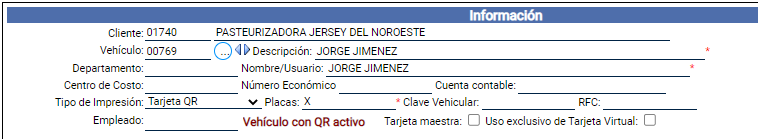 Información
Cliente: 01740 PASTEURIZADORA JERSEY DEL NOROESTE
Vehículo: 00769 ... Descripción: JORGE JIMENEZ *
Departamento: Nombre/Usuario: JORGE JIMENEZ *
Centro de Costo: Número Económico Cuenta contable:
Tipo de Impresión: Tarjeta QR Placas: X * Clave Vehicular: RFC:
Empleado: Vehículo con QR activo Tarjeta maestra: Uso exclusivo de Tarjeta Virtual: